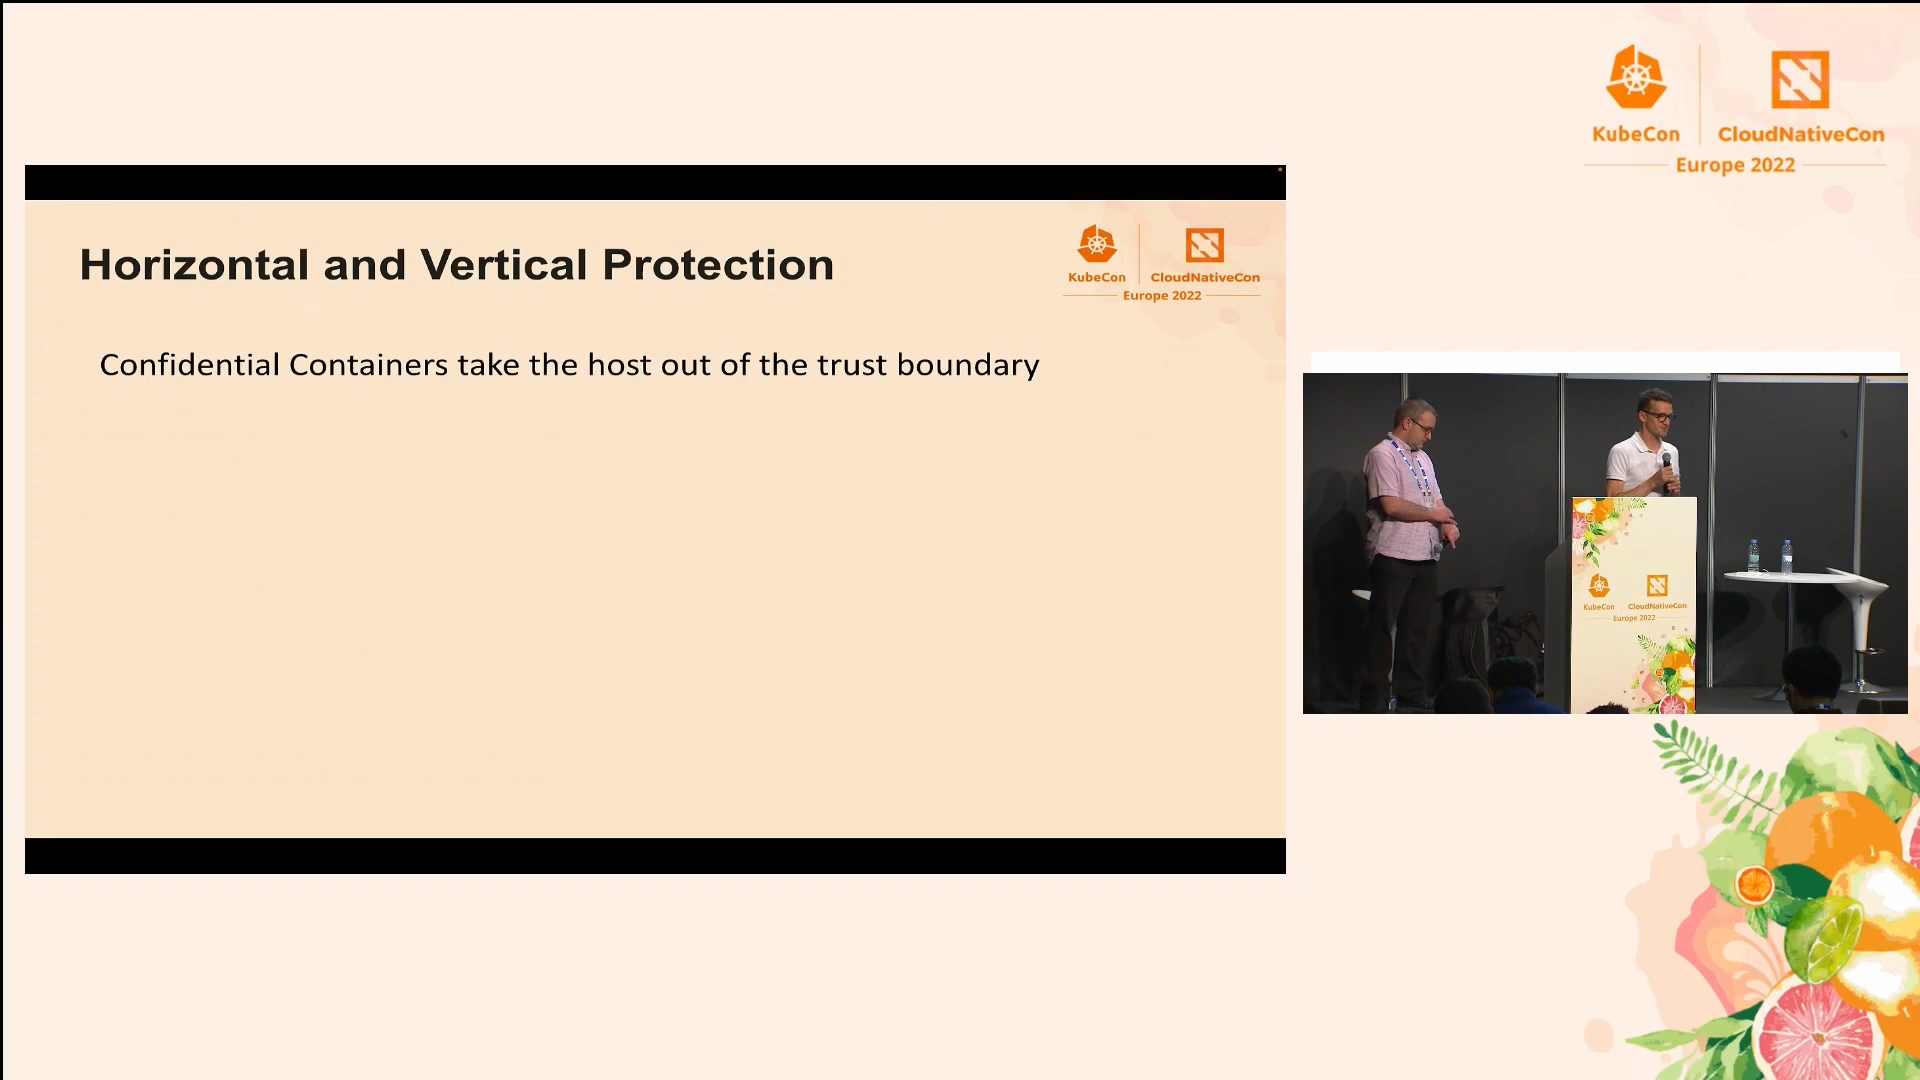 KubeCon
CloudNativeCon
Europe 2022
Horizontal and Vertical Protection
KubeCon
CloudNativeCon
Europe 2022
Confidential Containers take the host out of the trust boundary
KubeCon
CloudNativeCon
Europe 2022